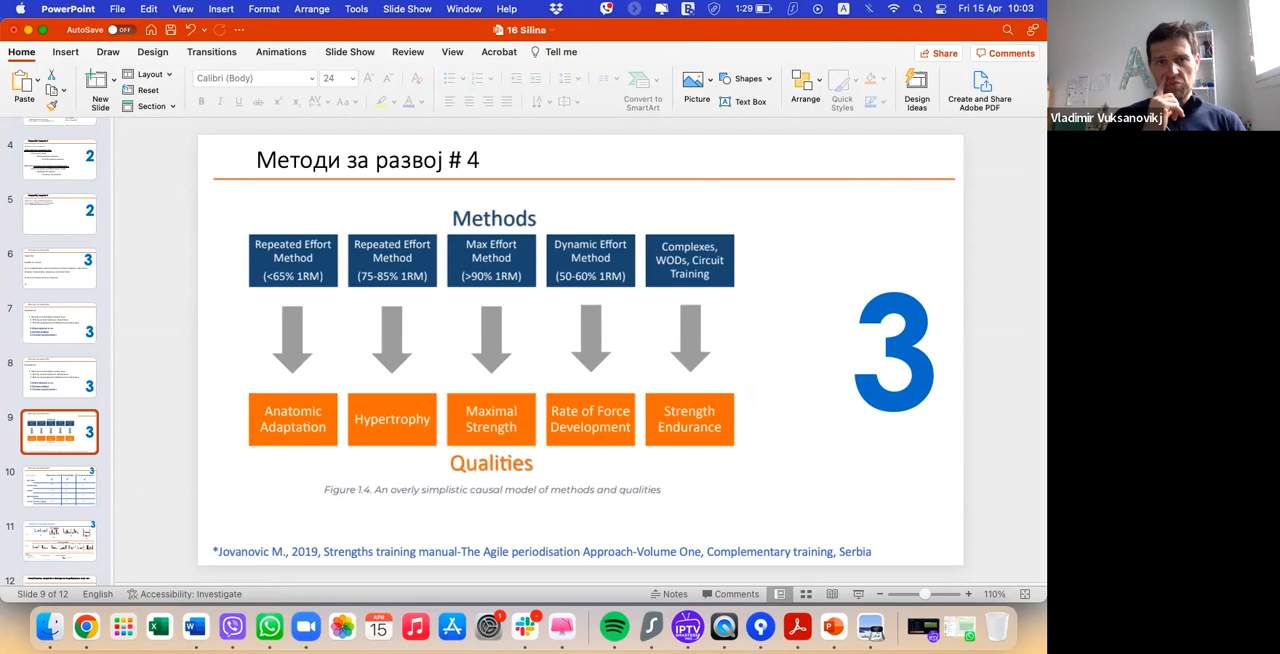 PowerPoint File Edit View Insert Format Arrange Tools Slide Show Window Help
1:29
A
Fri 15 Apr 10:03
AutoSave OFF
16 Silina
Home Insert Draw Design Transitions Animations Slide Show Review View Acrobat Tell me
Share Comments
Paste
New
Slide
Layout
Reset
Section
Calibri (Body) 24
Convert to
SmartArt
Picture
Shapes
Text Box
Arrange
Quick
Styles
Design
Ideas
Create and Share
Adobe PDF
Vladimir Vuksanovikj
4
2
5
2
6
3
7
3
8
3
9
3
10
3
11
3
12
Методи за развој # 4
Methods
Repeated Effort
Method
(<65% 1RM)
Repeated Effort
Method
(75-85% 1RM)
Max Effort
Method
(>90% 1RM)
Dynamic Effort
Method
(50-60% 1RM)
Complexes,
WODs, Circuit
Training
3
Anatomic
Adaptation
Hypertrophy
Maximal
Strength
Rate of Force
Development
Strength
Endurance
Qualities
Figure 1.4. An overly simplistic causal model of methods and qualities
*Jovanovic M., 2019, Strengths training manual-The Agile periodisation Approach-Volume One, Complementary training, Serbia
Slide 9 of 12 English Accessibility: Investigate
Notes Comments
110%
APR
15
1
IPTV